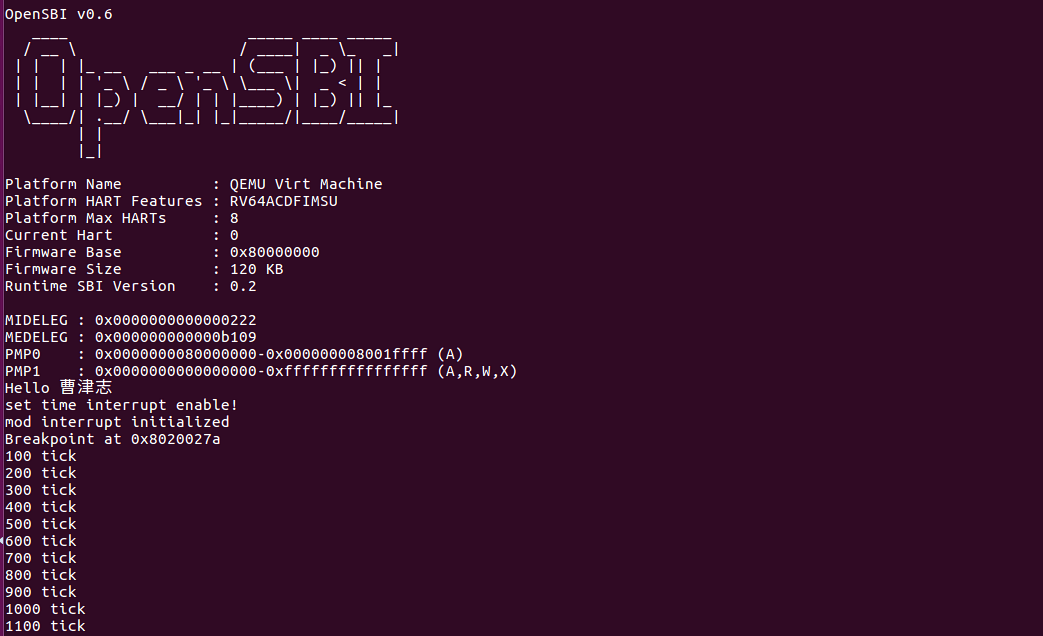 OpenSBI v0.6
   ____                    _____ ____ _____
  / __ \                  / ____|  _ \_   _|
 | |  | |_ __   ___ _ __ | (___ | |_) || |
 | |  | | '_ \ / _ \ '_ \ \___ \|  _ < | |
 | |__| | |_) |  __/ | | |____) | |_) || |_
  \____/| .__/ \___|_| |_|_____/|____/_____|
        | |
        |_|
Platform Name          : QEMU Virt Machine
Platform HART Features : RV64ACDFIMSU
Platform Max HARTs     : 8
Current Hart           : 0
Firmware Base          : 0x80000000
Firmware Size          : 120 KB
Runtime SBI Version    : 0.2
MIDELEG : 0x0000000000000222
MEDELEG : 0x000000000000b109
PMP0    : 0x0000000080000000-0x000000008001ffff (A)
PMP1    : 0x0000000000000000-0xffffffffffffffff (A,R,W,X)
Hello 曹津志
set time interrupt enable!
mod interrupt initialized
Breakpoint at 0x8020027a
100 tick
200 tick
300 tick
400 tick
500 tick
600 tick
700 tick
800 tick
900 tick
1000 tick
1100 tick